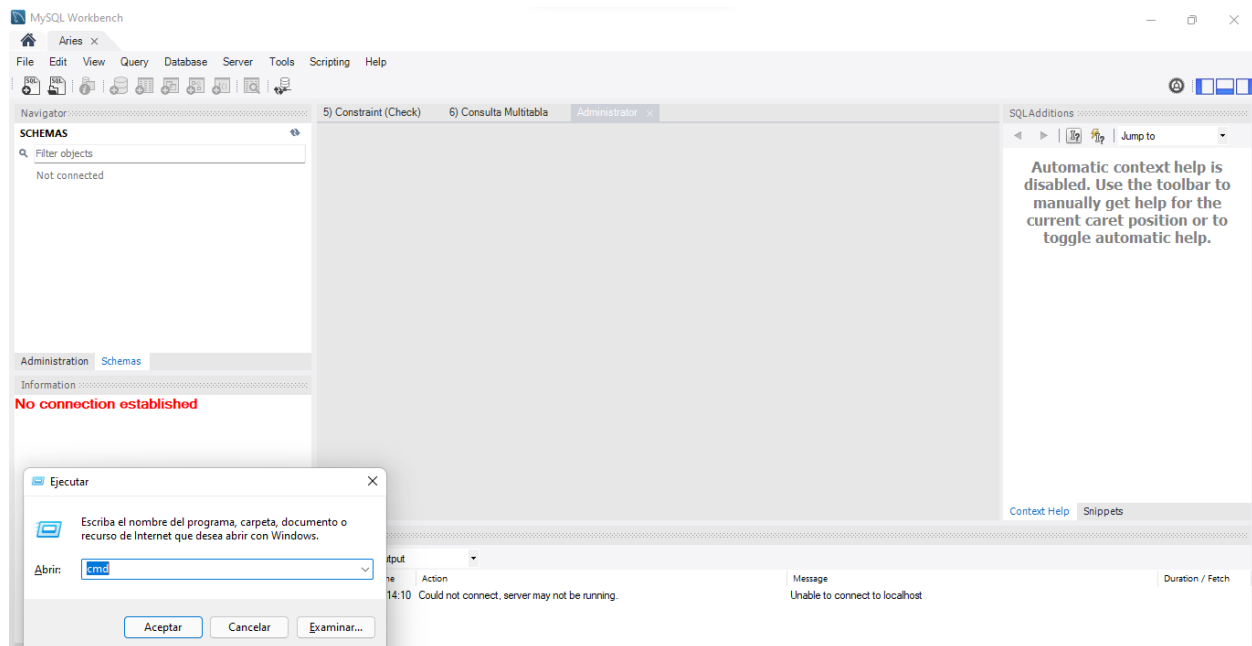 MySQL Workbench
Aries
File Edit View Query Database Server Tools Scripting Help
Navigator
SCHEMAS
Filter objects
Not connected
Administration Schemas
Information
No connection established
5) Constraint (Check) 6) Consulta Multitabla Administrator
SQLAdditions
Jump to
Automatic context help is
disabled. Use the toolbar to
manually get help for the
current caret position or to
toggle automatic help.
Context Help Snippets
Ejecutar
Escriba el nombre del programa, carpeta, documento o
recurso de Internet que desea abrir con Windows.
Abrir: cmd
Aceptar Cancelar Examinar...
Action Message Duration / Fetch
14:10 Could not connect, server may not be running. Unable to connect to localhost